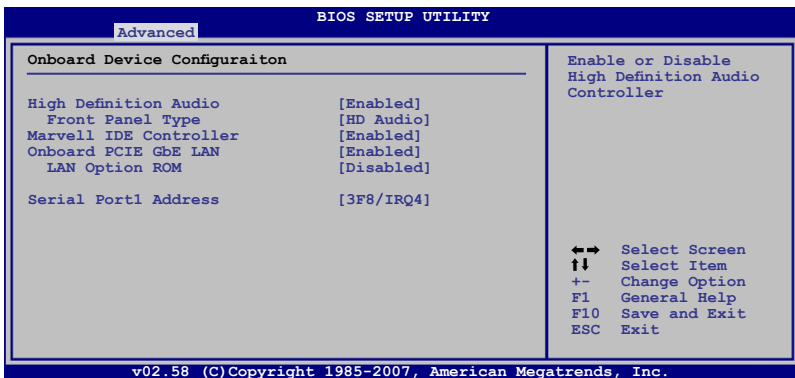 BIOS SETUP UTILITY
Advanced
Onboard Device Configuraiton
High Definition Audio [Enabled]
Front Panel Type [HD Audio]
Marvell IDE Controller [Enabled]
Onboard PCIE GbE LAN [Enabled]
LAN Option ROM [Disabled]
Serial Port1 Address [3F8/IRQ4]
Enable or Disable
High Definition Audio
Controller
←→ Select Screen
↑↓ Select Item
+- Change Option
F1 General Help
F10 Save and Exit
ESC Exit
v02.58 (C)Copyright 1985-2007, American Megatrends, Inc.